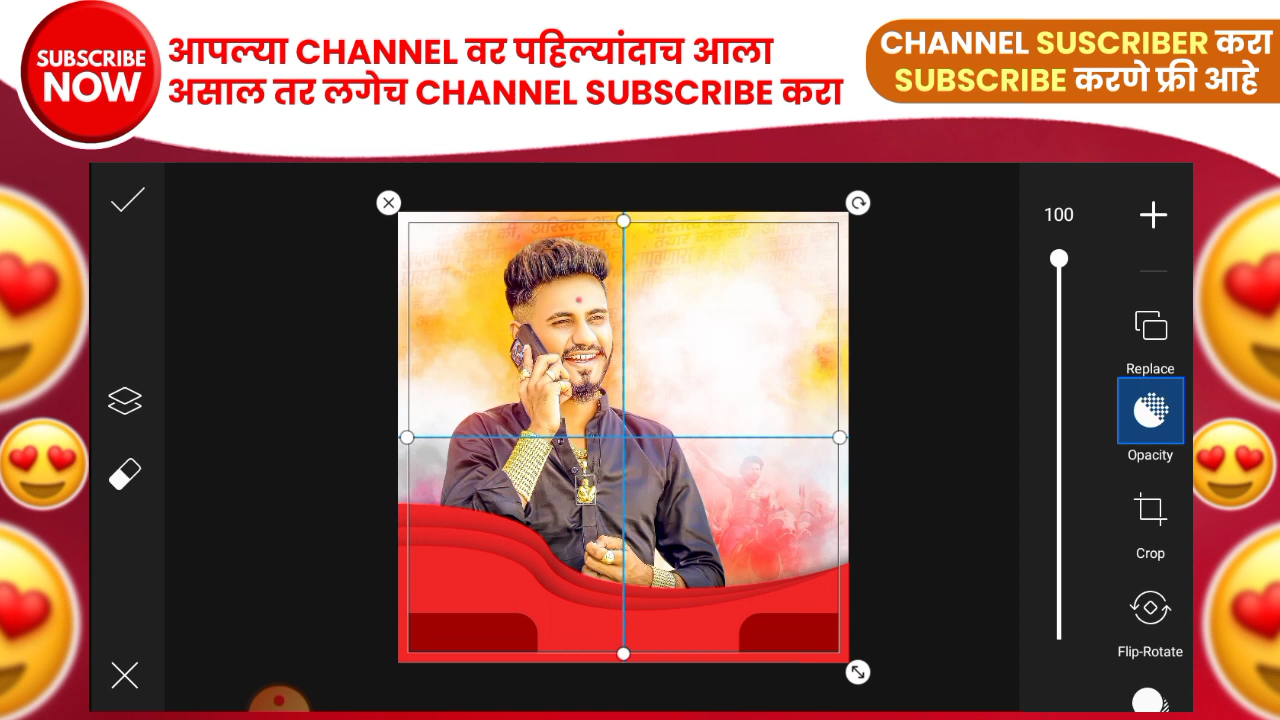 SUBSCRIBE
NOW
आपल्या CHANNEL वर पहिल्यांदाच आला
असाल तर लगेच CHANNEL SUBSCRIBE करा
CHANNEL SUSCRIBER करा
SUBSCRIBE करणे फ्री आहे
100
Replace
Opacity
Crop
Flip-Rotate